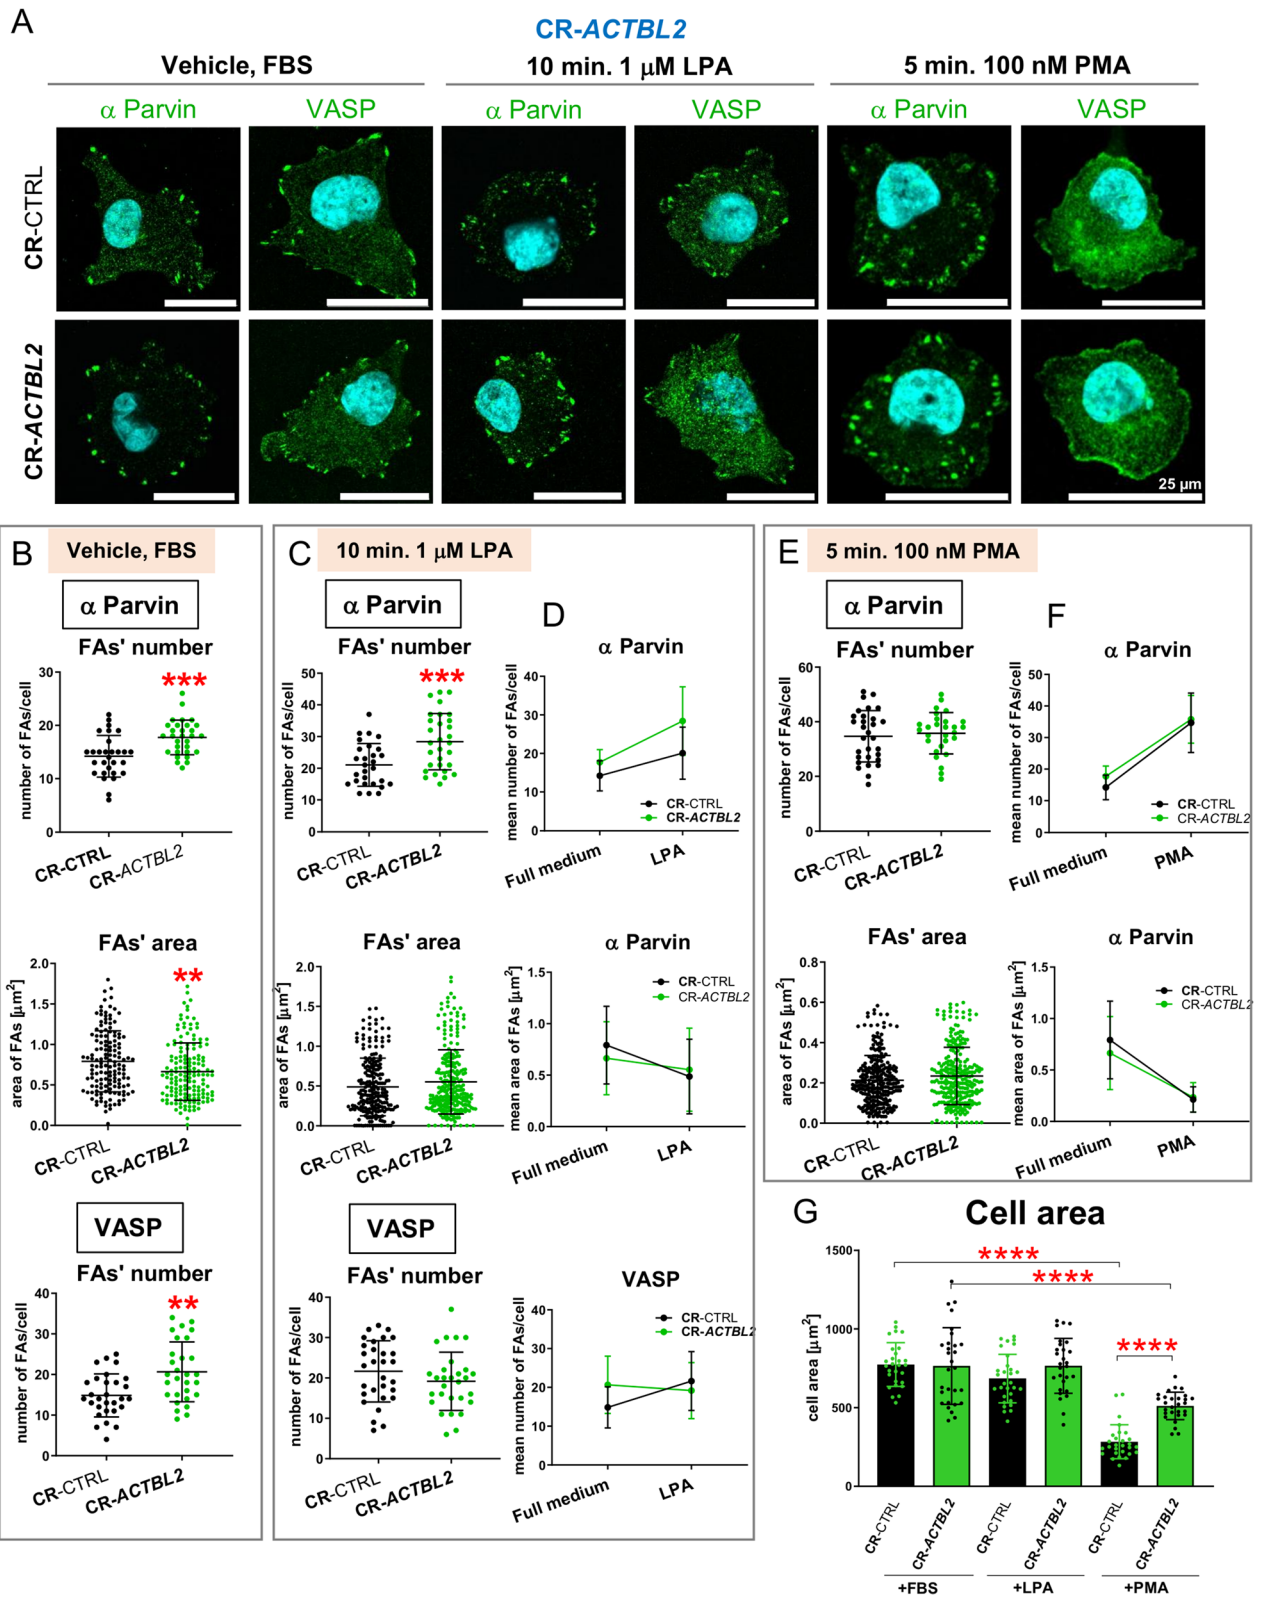 A
CR-ACTBL2
Vehicle, FBS
10 min. 1 μM LPA
5 min. 100 nM PMA
α Parvin
VASP
α Parvin
VASP
α Parvin
VASP
CR-CTRL
CR-ACTBL2
25 μm
B
Vehicle, FBS
α Parvin
FAs' number
number of FAs/cell
30
20
10
0
CR-CTRL
CR-ACTBL2
FAs' area
area of FAs [μm²]
2.0
1.5
1.0
0.5
0.0
**
***
CR-CTRL
CR-ACTBL2
VASP
FAs' number
**
number of FAs/cell
40
30
20
10
0
CR-CTRL
CR-ACTBL2
C
10 min. 1 μM LPA
α Parvin
FAs' number
***
number of FAs/cell
50
40
30
20
10
0
CR-CTRL
CR-ACTBL2
FAs' area
area of FAs [μm²]
2.0
1.5
1.0
0.5
0.0
CR-CTRL
CR-ACTBL2
VASP
FAs' number
number of FAs/cell
40
30
20
10
0
CR-CTRL
CR-ACTBL2
D
α Parvin
mean number of FAs/cell
40
30
20
10
0
CR-CTRL
CR-ACTBL2
Full medium
LPA
α Parvin
mean area of FAs [μm²]
1.5
1.0
0.5
0.0
CR-CTRL
CR-ACTBL2
Full medium
LPA
VASP
mean number of FAs/cell
40
30
20
10
0
CR-CTRL
CR-ACTBL2
Full medium
LPA
E
5 min. 100 nM PMA
α Parvin
FAs' number
number of FAs/cell
60
40
20
0
CR-CTRL
CR-ACTBL2
FAs' area
area of FAs [μm²]
0.8
0.6
0.4
0.2
0.0
CR-CTRL
CR-ACTBL2
F
α Parvin
mean number of FAs/cell
50
40
30
20
10
0
CR-CTRL
CR-ACTBL2
Full medium
PMA
α Parvin
mean area of FAs [μm²]
1.5
1.0
0.5
0.0
CR-CTRL
CR-ACTBL2
Full medium
PMA
G
Cell area
cell area [μm²]
1500
1000
500
0
****
****
****
CR-CTRL
CR-ACTBL2
CR-CTRL
CR-ACTBL2
CR-CTRL
CR-ACTBL2
+FBS
+LPA
+PMA